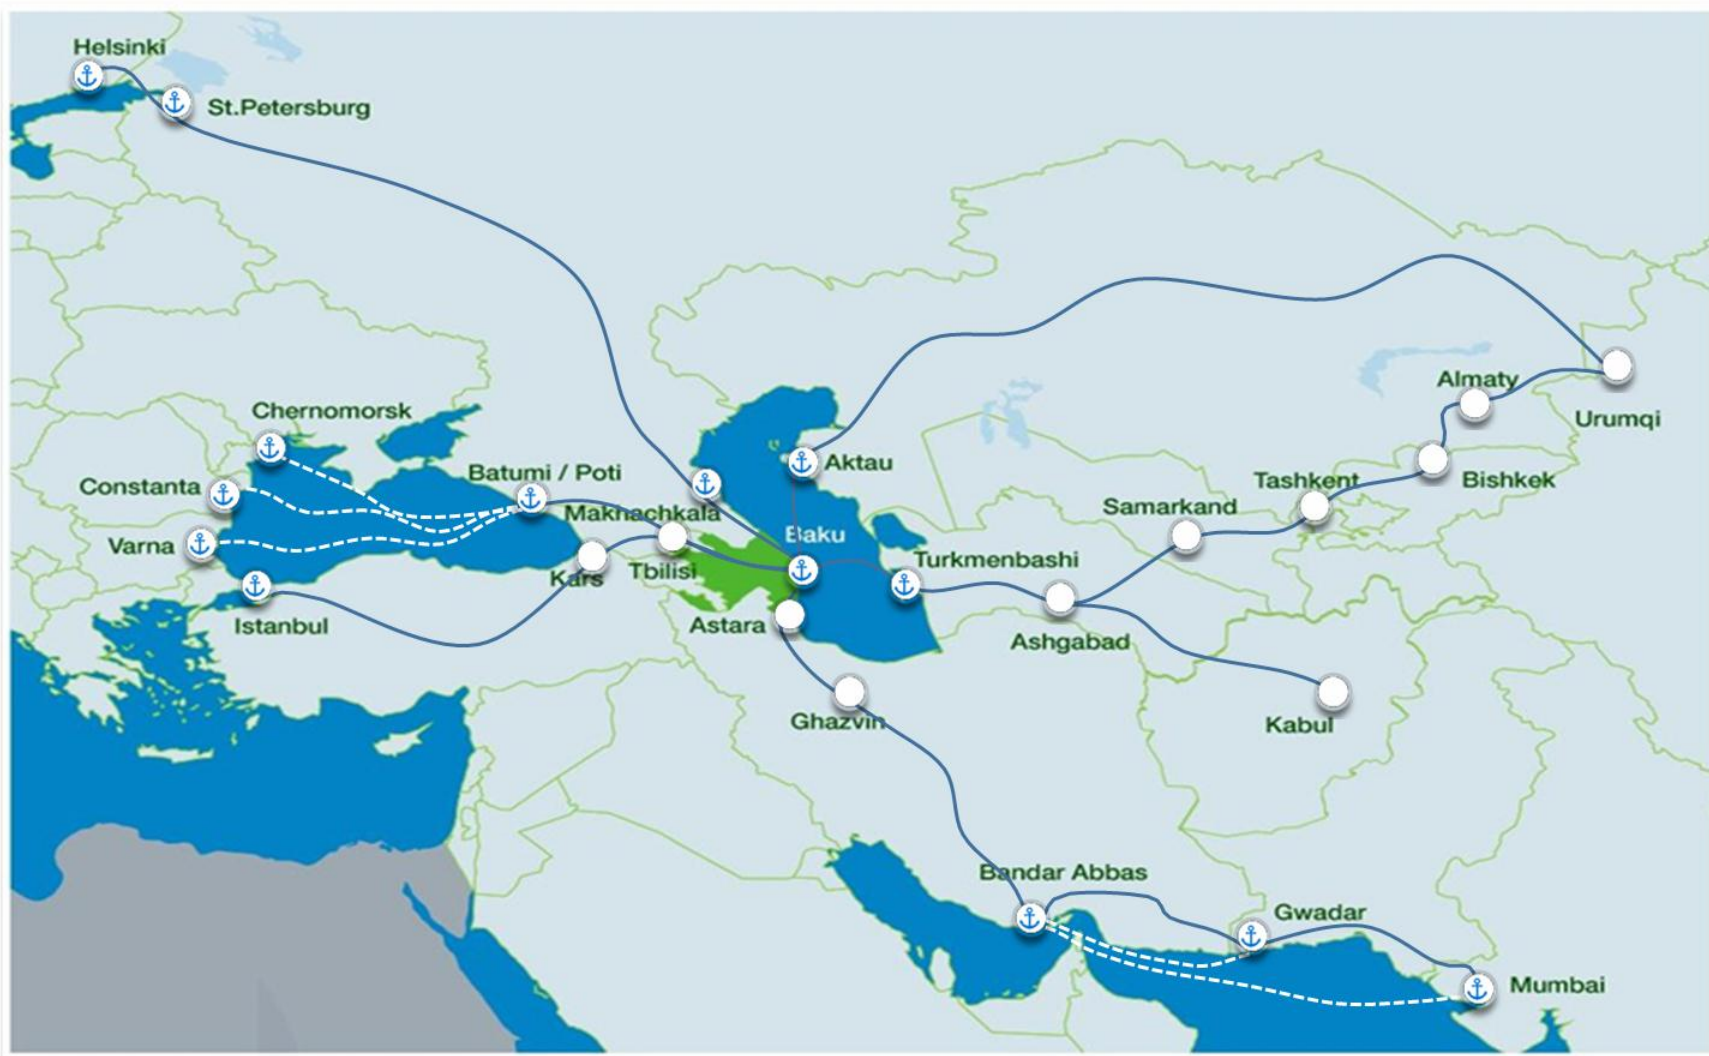 Helsinki
St.Petersburg
Almaty
Urumqi
Chernomorsk
Aktau
Batumi / Poti
Constanta
Tashkent
Bishkek
Samarkand
Makhachkala
Baku
Varna
Turkmenbashi
Kars
Tbilisi
Istanbul
Astara
Ashgabad
Ghazvin
Kabul
Bandar Abbas
Gwadar
Mumbai